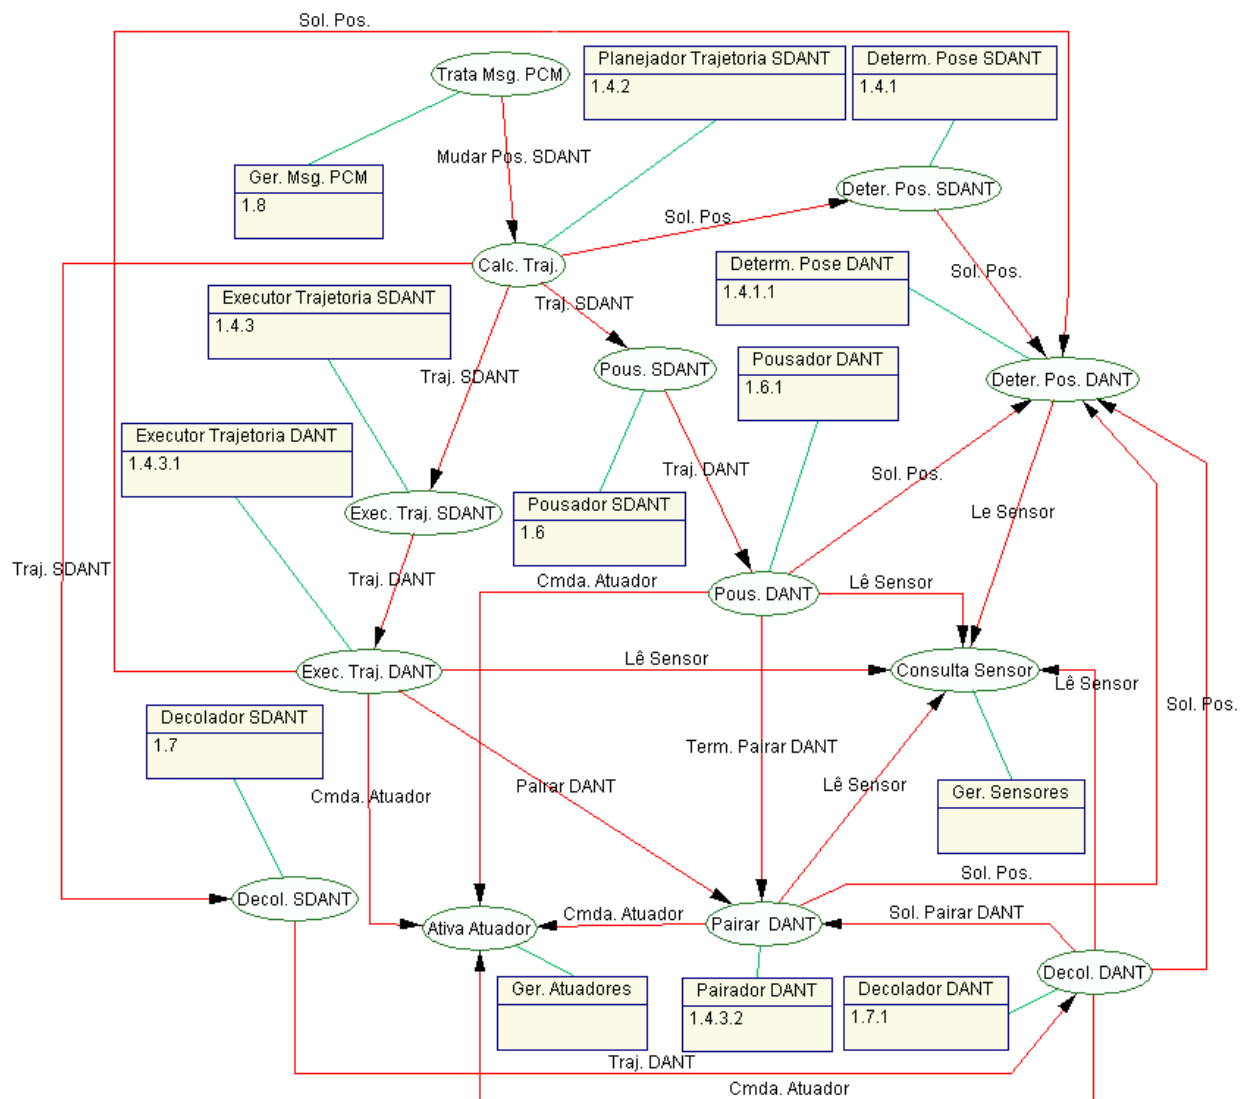 Sol. Pos.
Trata Msg. PCM
Planejador Trajetoria SDANT
1.4.2
Determ. Pose SDANT
1.4.1
Mudar Pos. SDANT
Ger. Msg. PCM
1.8
Deter. Pos. SDANT
Sol. Pos.
Calc. Traj.
Determ. Pose DANT
1.4.1.1
Sol. Pos.
Executor Trajetoria SDANT
1.4.3
Traj. SDANT
Pousador DANT
1.6.1
Pous. SDANT
Traj. SDANT
Deter. Pos. DANT
Executor Trajetoria DANT
1.4.3.1
Traj. DANT
Sol. Pos.
Pousador SDANT
1.6
Exec. Traj. SDANT
Le Sensor
Traj. SDANT
Traj. DANT
Cmda. Atuador
Pous. DANT
Lê Sensor
Exec. Traj. DANT
Lê Sensor
Consulta Sensor
Lê Sensor
Sol. Pos.
Decolador SDANT
1.7
Term. Pairar DANT
Pairar DANT
Lê Sensor
Cmda. Atuador
Ger. Sensores
Sol. Pos.
Decol. SDANT
Cmda. Atuador
Sol. Pairar DANT
Ativa Atuador
Pairar DANT
Decol. DANT
Ger. Atuadores
Pairador DANT
1.4.3.2
Decolador DANT
1.7.1
Traj. DANT
Cmda. Atuador